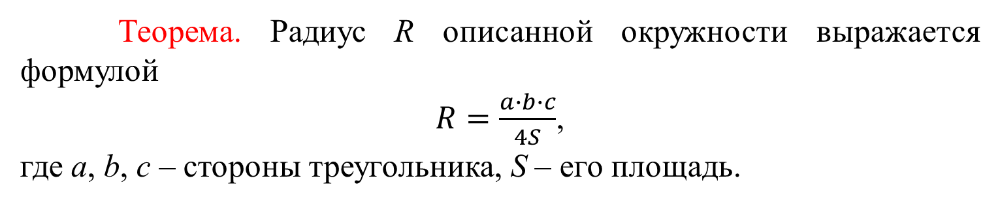 Теорема. Радиус R описанной окружности выражается
формулой
R = a·b·c / 4S,
где a, b, c – стороны треугольника, S – его площадь.